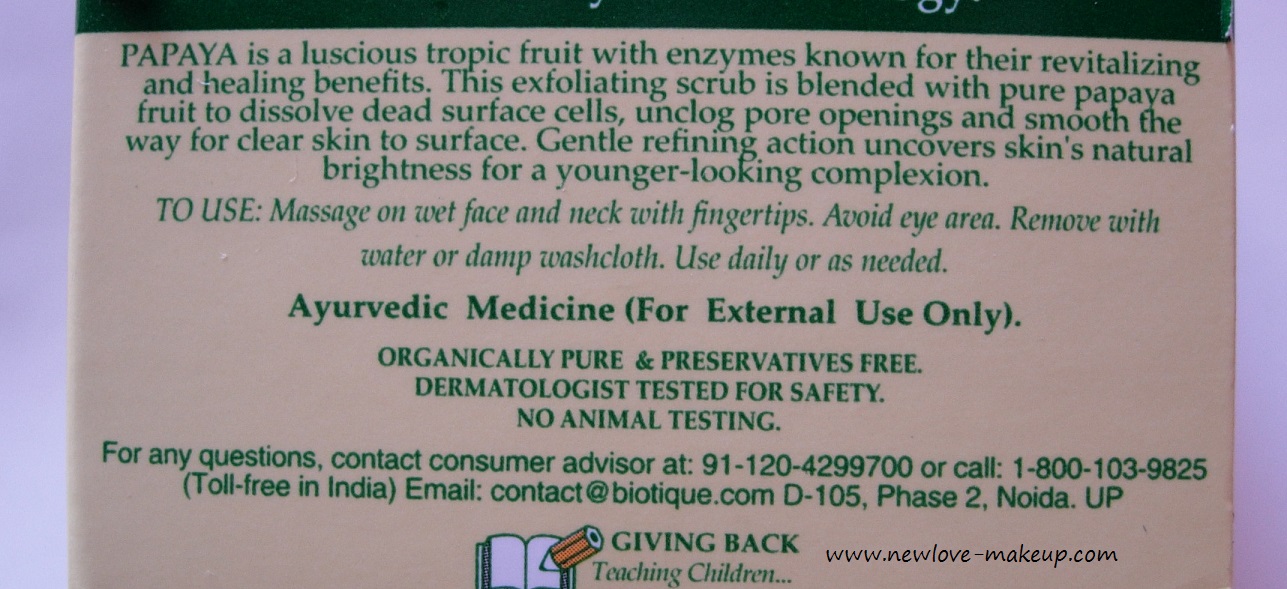 PAPAYA is a luscious tropic fruit with enzymes known for their revitalizing
and healing benefits. This exfoliating scrub is blended with pure papaya
fruit to dissolve dead surface cells, unclog pore openings and smooth the
way for clear skin to surface. Gentle refining action uncovers skin's natural
brightness for a younger-looking complexion.
TO USE: Massage on wet face and neck with fingertips. Avoid eye area. Remove with
water or damp washcloth. Use daily or as needed.
Ayurvedic Medicine (For External Use Only).
ORGANICALLY PURE & PRESERVATIVES FREE.
DERMATOLOGIST TESTED FOR SAFETY.
NO ANIMAL TESTING.
For any questions, contact consumer advisor at: 91-120-4299700 or call: 1-800-103-9825
(Toll-free in India) Email: contact@biotique.com D-105, Phase 2, Noida. UP
GIVING BACK
Teaching Children...
www.newlove-makeup.com